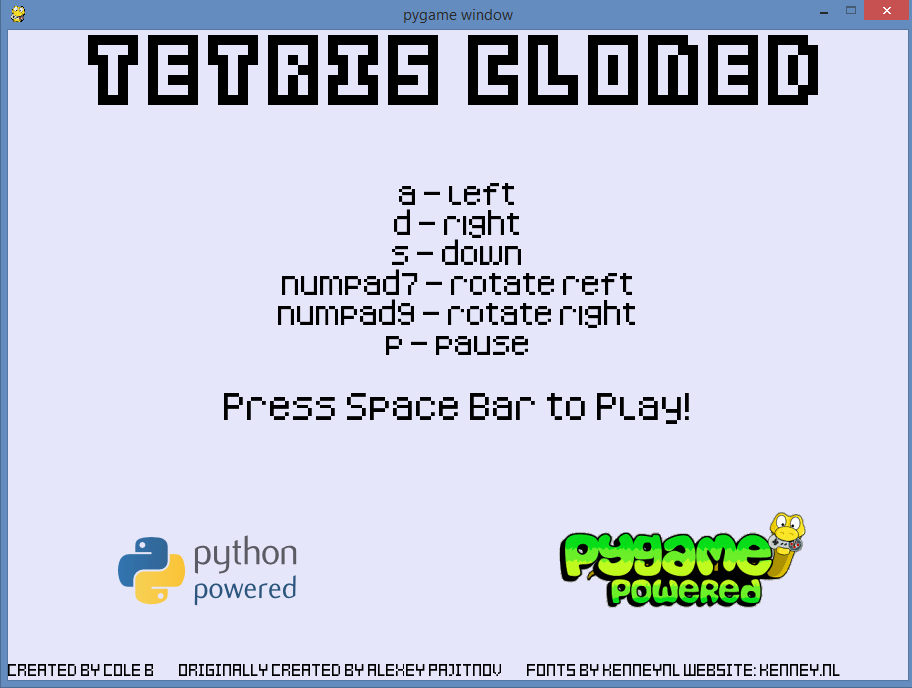 pygame window
TETRIS CLONED
a - left
d - right
s - down
numpad7 - rotate reft
numpad9 - rotate right
p - pause
Press Space Bar to Play!
python
powered
pygame
POWERED
CREATED BY COLE B ORIGINALLY CREATED BY ALEXEY PAJITNOV FONTS BY KENNEYNL WEBSITE: KENNEY.NL